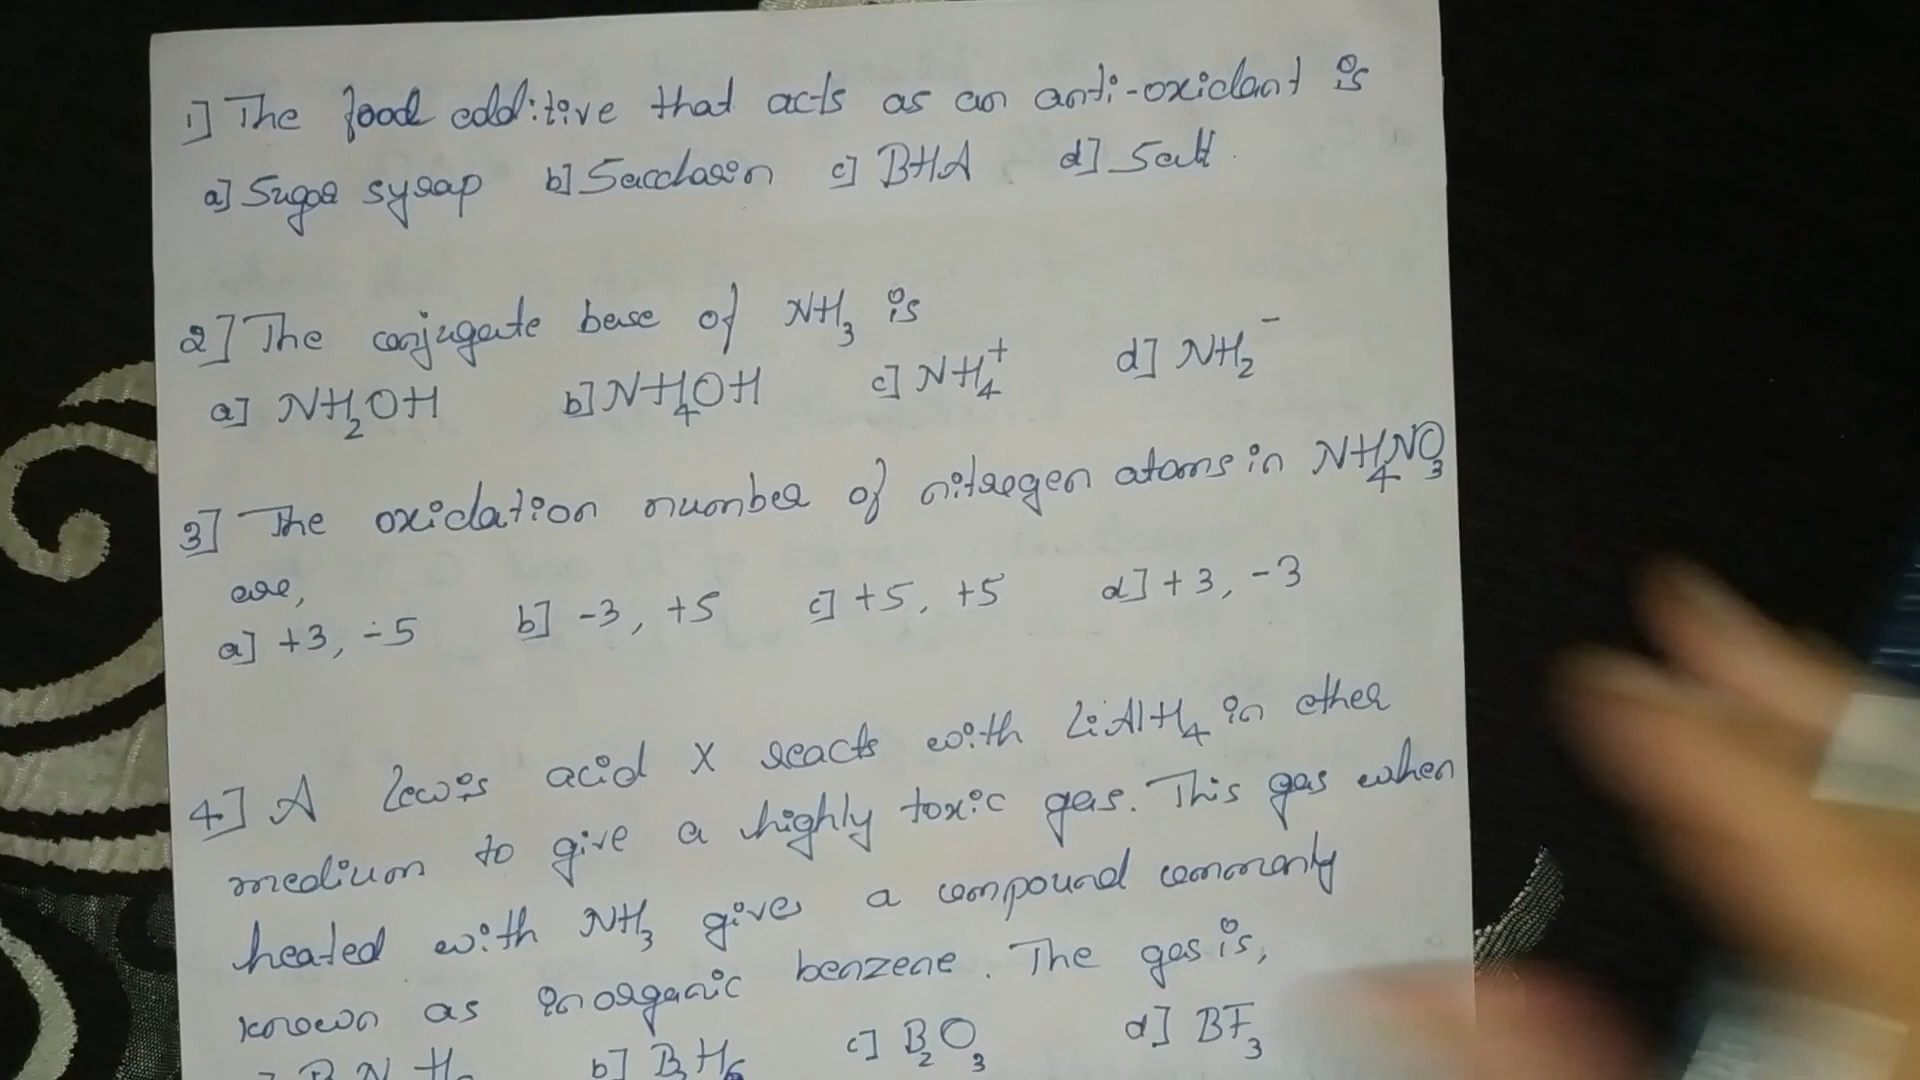 1] The food additive that acts as an anti-oxidant is
a] Sugar syrap b] Saccharin c] BHA d] Salt.
2] The conjugate base of NH₃ is
a] NH₂OH b] NH₄OH c] NH₄⁺ d] NH₂⁻
3] The oxidation number of nitrogen atoms in NH₄NO₃
are,
a] +3, -5 b] -3, +5 c] +5, +5 d] +3, -3
4] A Lewis acid X reacts with LiAlH₄ in ether
medium to give a highly toxic gas. This gas when
heated with NH₃ gives a compound commonly
known as inorganic benzene. The gas is,
b] B₂H₆ c] B₂O₃ d] BF₃